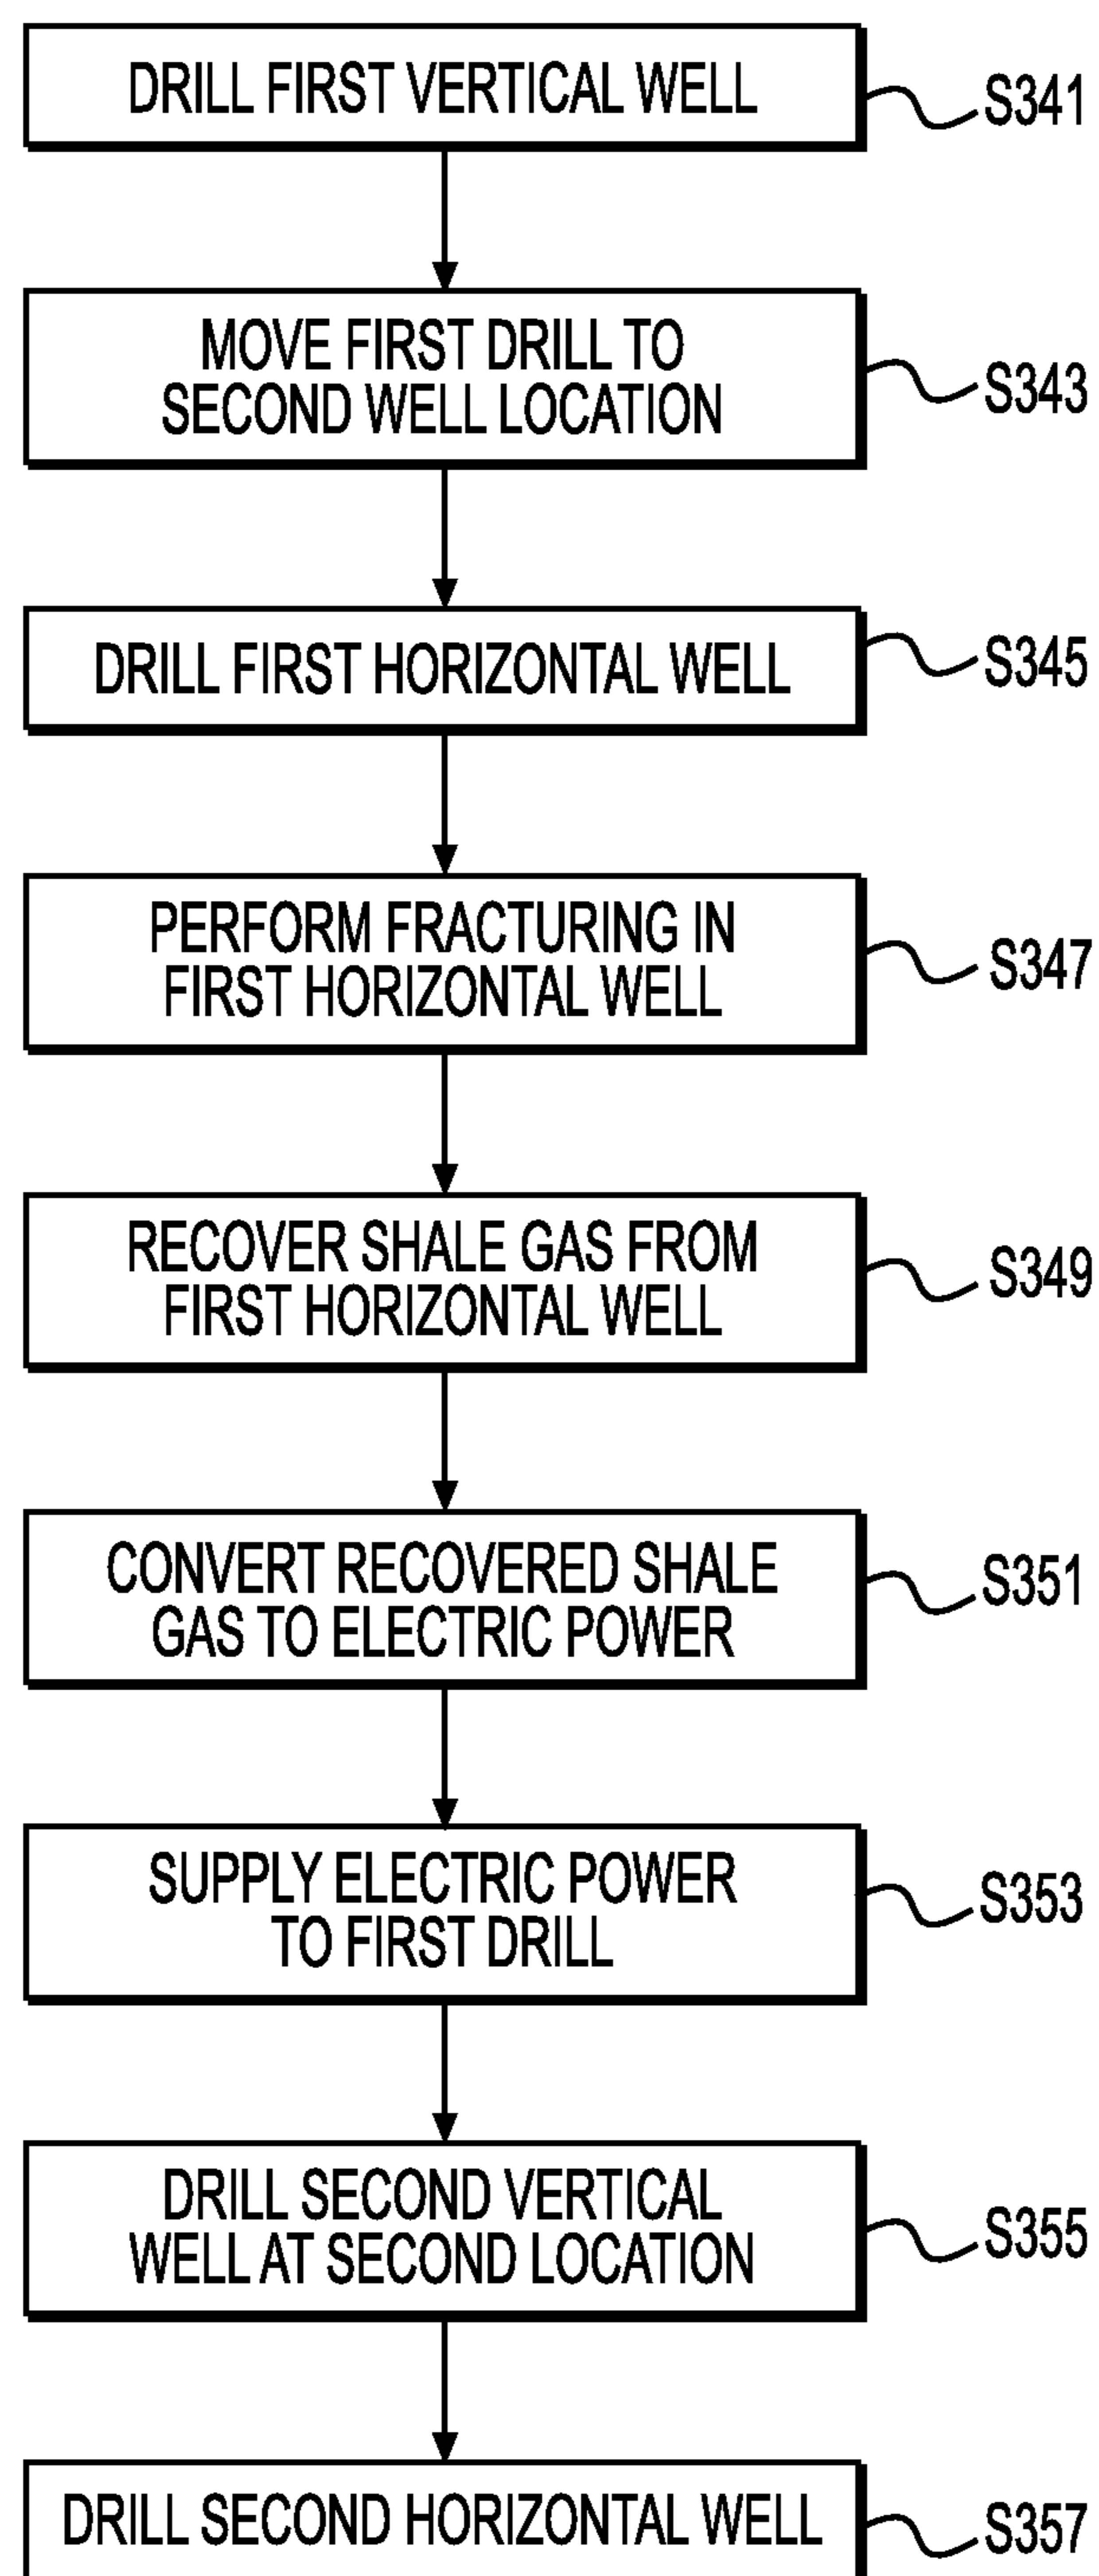 DRILL FIRST VERTICAL WELL
S341
MOVE FIRST DRILL TO
SECOND WELL LOCATION
S343
DRILL FIRST HORIZONTAL WELL
S345
PERFORM FRACTURING IN
FIRST HORIZONTAL WELL
S347
RECOVER SHALE GAS FROM
FIRST HORIZONTAL WELL
S349
CONVERT RECOVERED SHALE
GAS TO ELECTRIC POWER
S351
SUPPLY ELECTRIC POWER
TO FIRST DRILL
S353
DRILL SECOND VERTICAL
WELL AT SECOND LOCATION
S355
DRILL SECOND HORIZONTAL WELL
S357